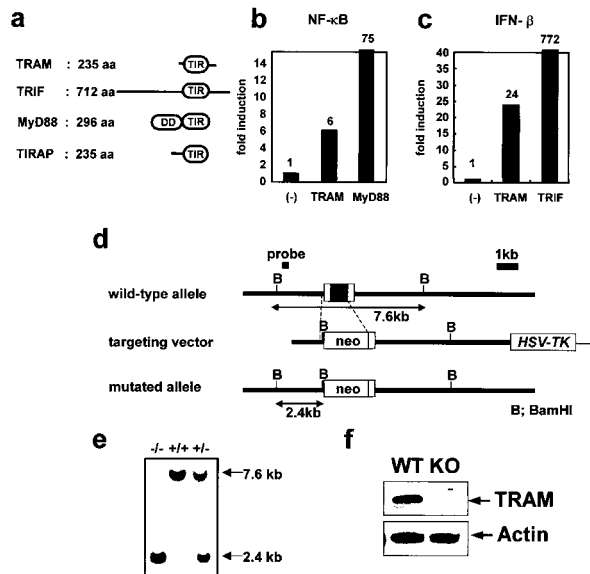 a
TRAM : 235 aa TIR
TRIF : 712 aa TIR
MyD88 : 296 aa DD TIR
TIRAP : 235 aa TIR
b
NF-κB
75
fold induction
14
12
10
8
6
4
2
0
1
6
(-) TRAM MyD88
c
IFN- β
772
fold induction
40
35
30
25
20
15
10
5
0
1
24
(-) TRAM TRIF
d
probe
1kb
B B
wild-type allele
7.6kb
B B
targeting vector neo HSV-TK
B B B
mutated allele neo
2.4kb
B; BamHI
e
-/- +/+ +/-
7.6 kb
2.4 kb
f
WT KO
TRAM
Actin